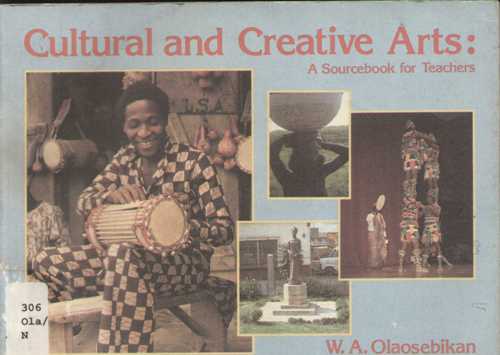 Cultural and Creative Arts:
A Sourcebook for Teachers
L.S.A.
306
Ola/
N
W. A. Olaosebikan